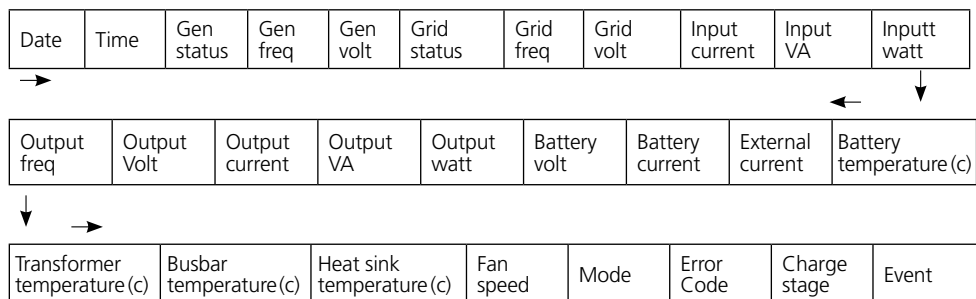 Date
Time
Gen
status
Gen
freq
Gen
volt
Grid
status
Grid
freq
Grid
volt
Input
current
Input
VA
Inputt
watt
Output
freq
Output
Volt
Output
current
Output
VA
Output
watt
Battery
volt
Battery
current
External
current
Battery
temperature(c)
Transformer
temperature(c)
Busbar
temperature(c)
Heat sink
temperature(c)
Fan
speed
Mode
Error
Code
Charge
stage
Event